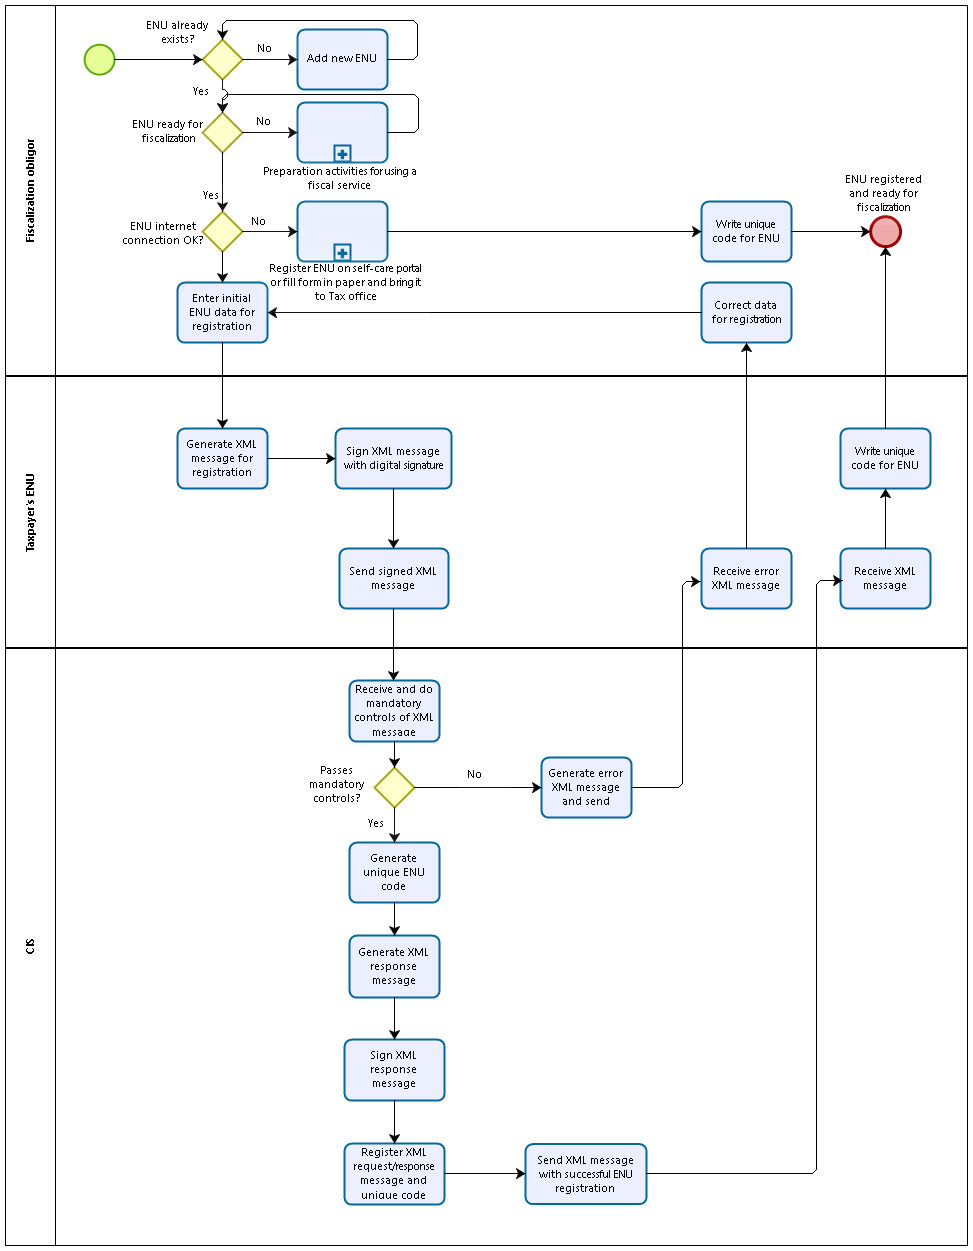 Fiscalization obligor
ENU already
exists?
No
Add new ENU
Yes
ENU ready for
fiscalization
No
Preparation activities for using a
fiscal service
Yes
ENU internet
connection OK?
No
Register ENU on self-care portal
or fill form in paper and bring it
to Tax office
Write unique
code for ENU
ENU registered
and ready for
fiscalization
Enter initial
ENU data for
registration
Correct data
for registration
Taxpayer's ENU
Generate XML
message for
registration
Sign XML message
with digital signature
Write unique
code for ENU
Send signed XML
message
Receive error
XML message
Receive XML
message
CIS
Receive and do
mandatory
controls of XML
message
Passes
mandatory
controls?
No
Generate error
XML message
and send
Yes
Generate
unique ENU
code
Generate XML
response
message
Sign XML
response
message
Register XML
request/response
message and
unique code
Send XML message
with successful ENU
registration